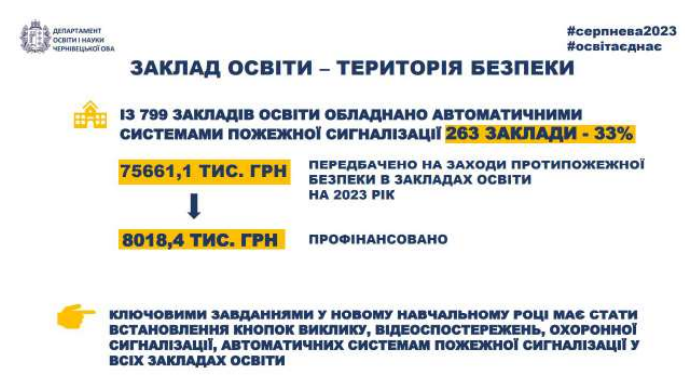 ДЕПАРТАМЕНТ
ОСВІТИ І НАУКИ
ЧЕРНІВЕЦЬКОЇ ОВА
#серпнева2023
#освітаєднає
ЗАКЛАД ОСВІТИ – ТЕРИТОРІЯ БЕЗПЕКИ
ІЗ 799 ЗАКЛАДІВ ОСВІТИ ОБЛАДНАНО АВТОМАТИЧНИМИ
СИСТЕМАМИ ПОЖЕЖНОЇ СИГНАЛІЗАЦІЇ 263 ЗАКЛАДИ - 33%
75661,1 ТИС. ГРН
ПЕРЕДБАЧЕНО НА ЗАХОДИ ПРОТИПОЖЕЖНОЇ
БЕЗПЕКИ В ЗАКЛАДАХ ОСВІТИ
НА 2023 РІК
8018,4 ТИС. ГРН
ПРОФІНАНСОВАНО
КЛЮЧОВИМИ ЗАВДАННЯМИ У НОВОМУ НАВЧАЛЬНОМУ РОЦІ МАЄ СТАТИ
ВСТАНОВЛЕННЯ КНОПОК ВИКЛИКУ, ВІДЕОСПОСТЕРЕЖЕНЬ, ОХОРОННОЇ
СИГНАЛІЗАЦІЇ, АВТОМАТИЧНИХ СИСТЕМАМ ПОЖЕЖНОЇ СИГНАЛІЗАЦІЇ У
ВСІХ ЗАКЛАДАХ ОСВІТИ